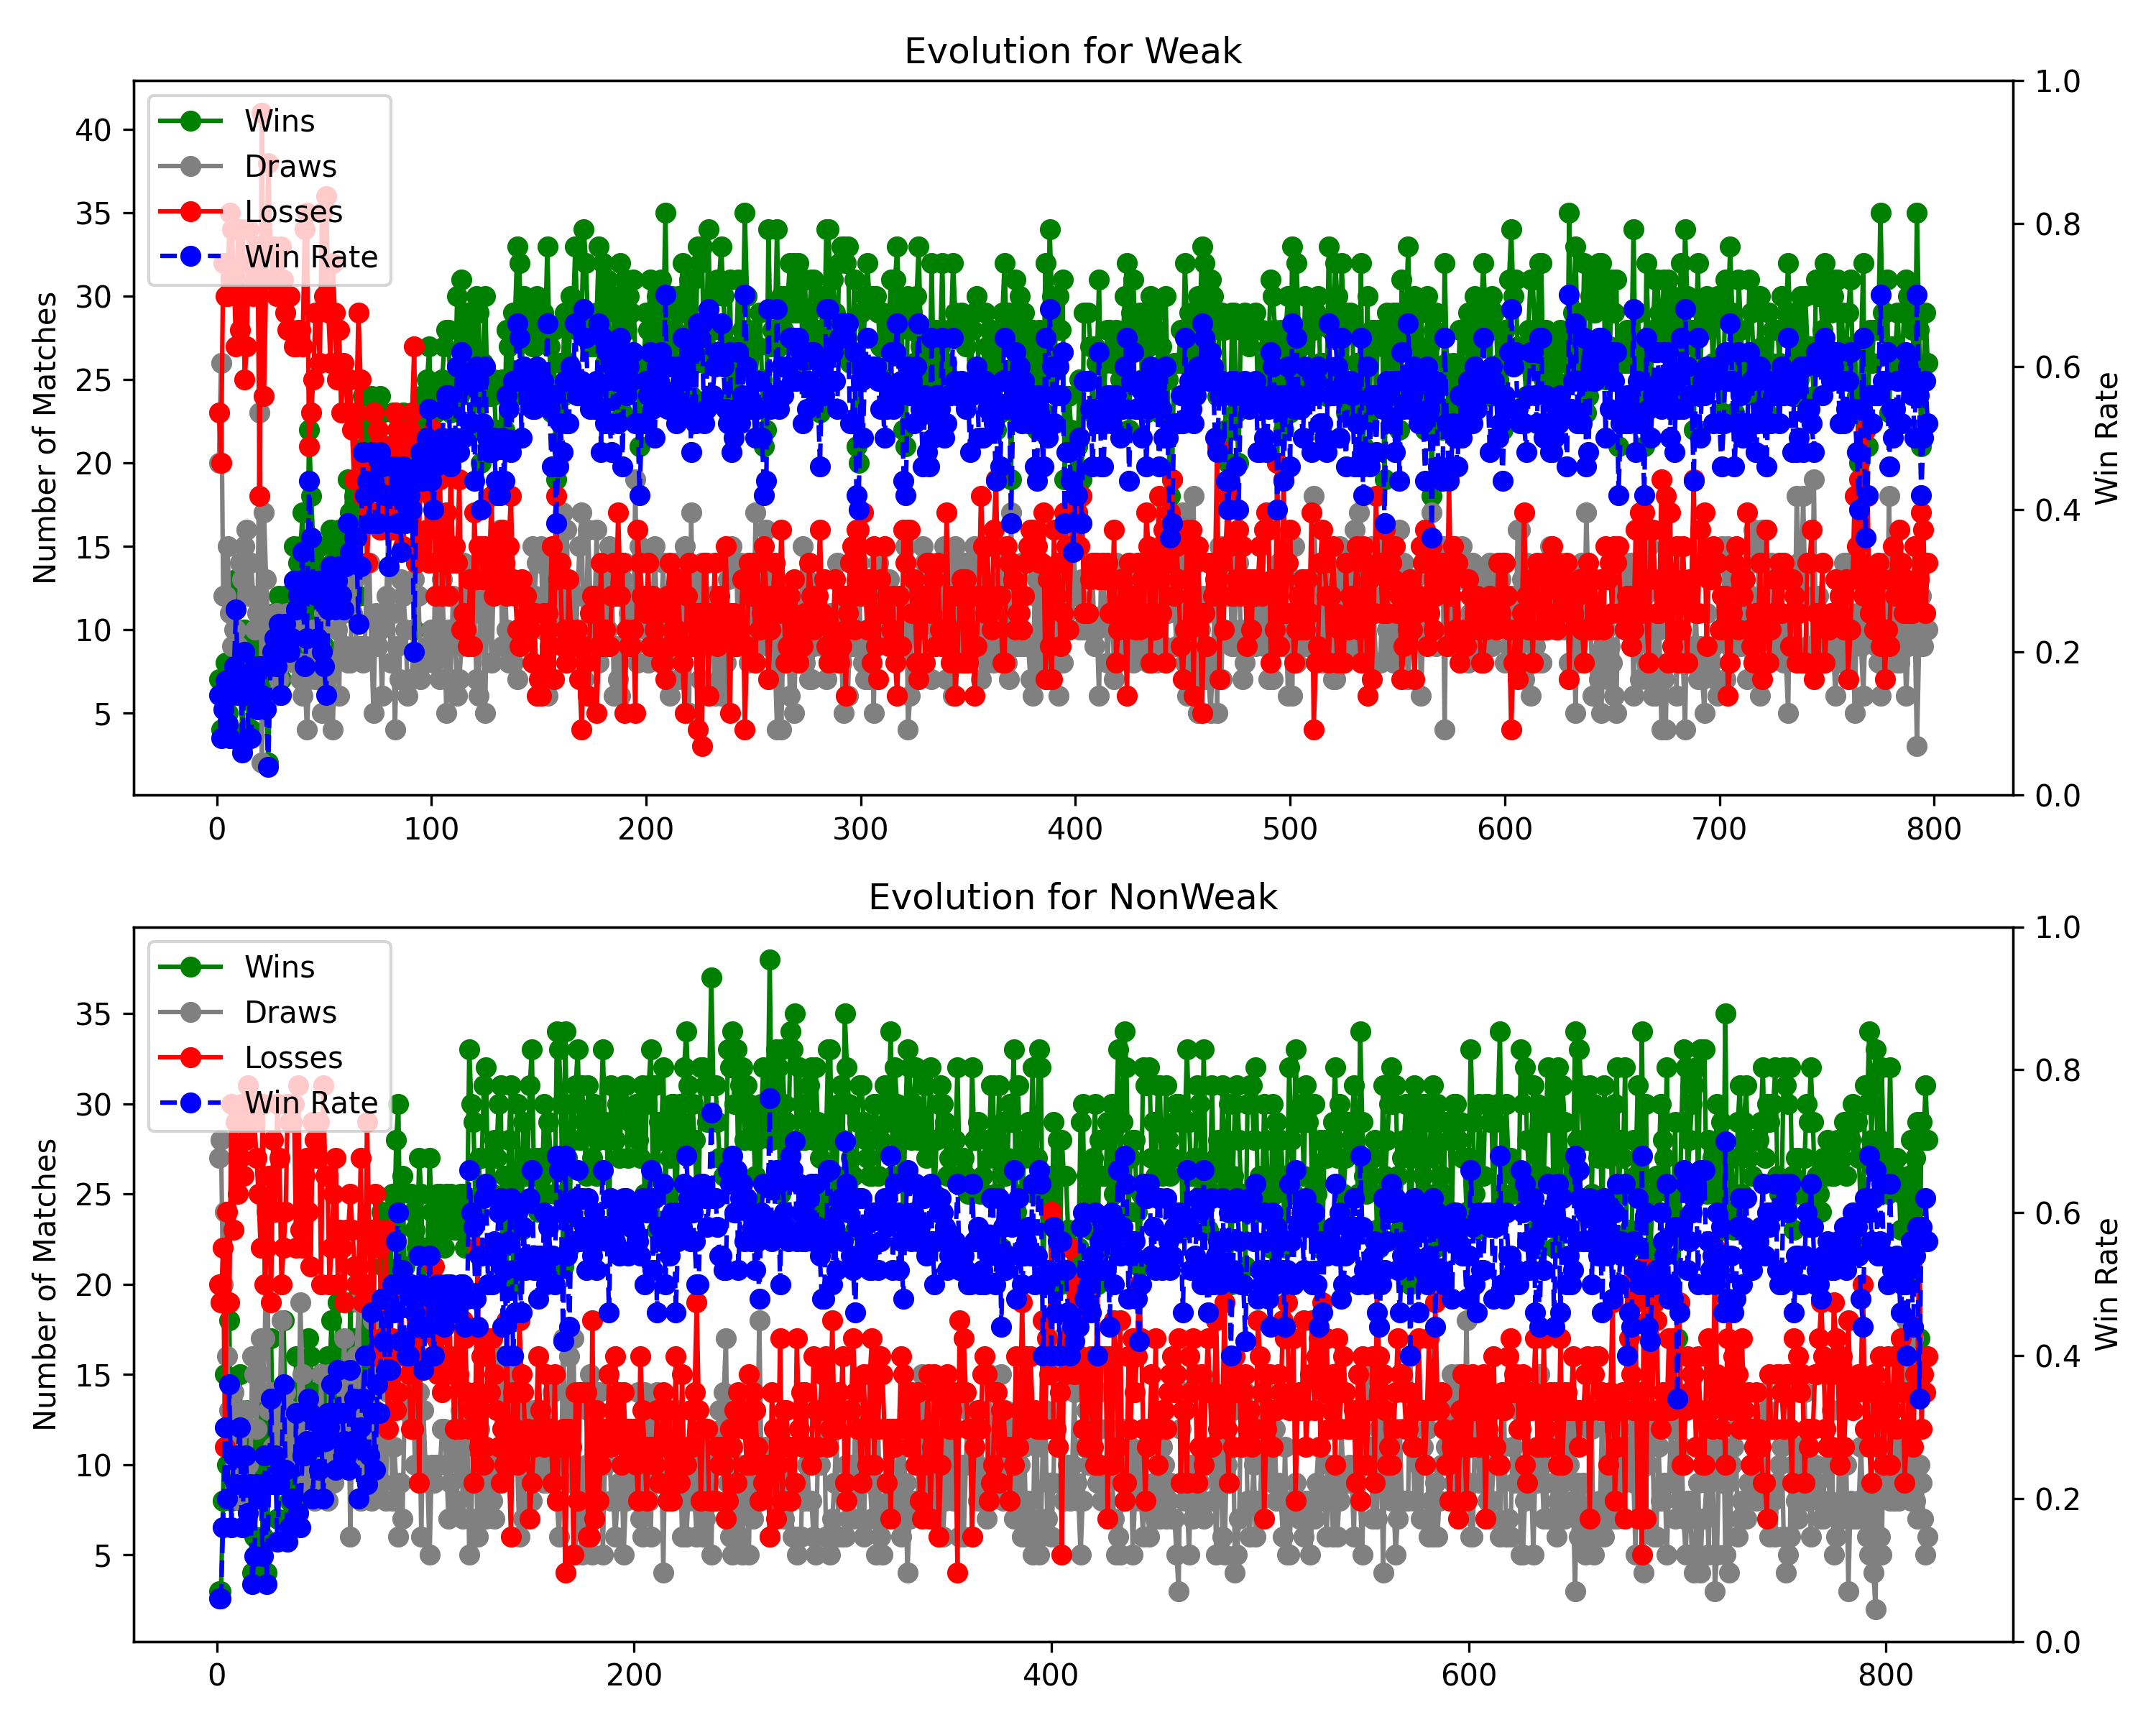 Evolution for Weak
Wins
Draws
Losses
Win Rate
Number of Matches
40
35
30
25
20
15
10
5
0 100 200 300 400 500 600 700 800
1.0
0.8
0.6
0.4
0.2
0.0
Win Rate
Evolution for NonWeak
Wins
Draws
Losses
Win Rate
Number of Matches
35
30
25
20
15
10
5
0 200 400 600 800
1.0
0.8
0.6
0.4
0.2
0.0
Win Rate